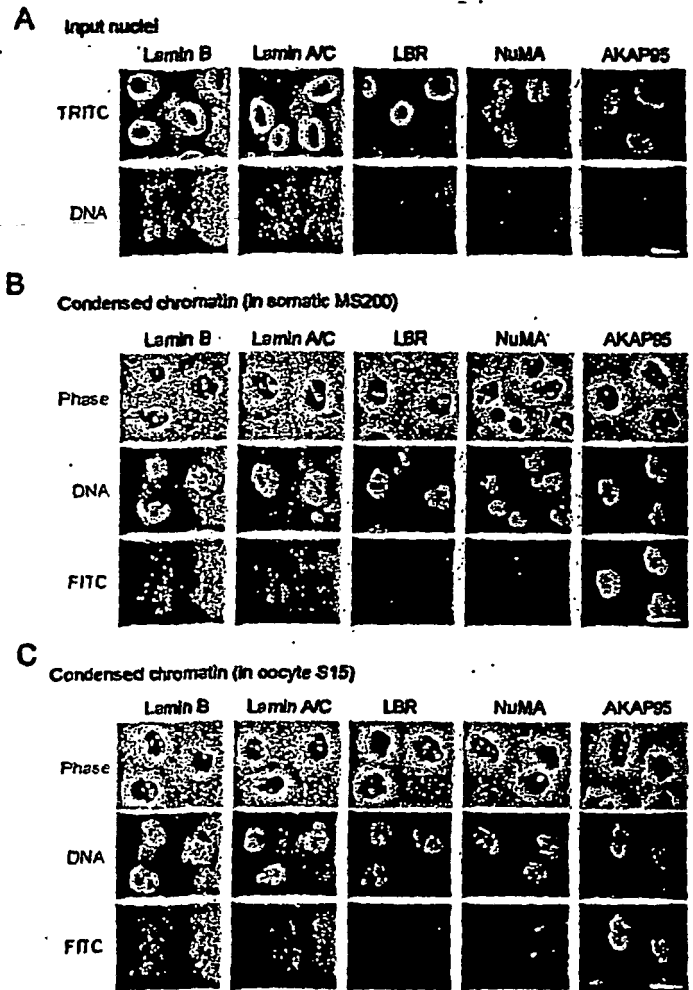 A
Input nuclei
Lamin B Lamin A/C LBR NuMA AKAP95
TRITC
DNA
B
Condensed chromatin (in somatic MS200)
Lamin B Lamin A/C LBR NuMA AKAP95
Phase
DNA
FITC
C
Condensed chromatin (in oocyte S15)
Lamin B Lamin A/C LBR NuMA AKAP95
Phase
DNA
FITC